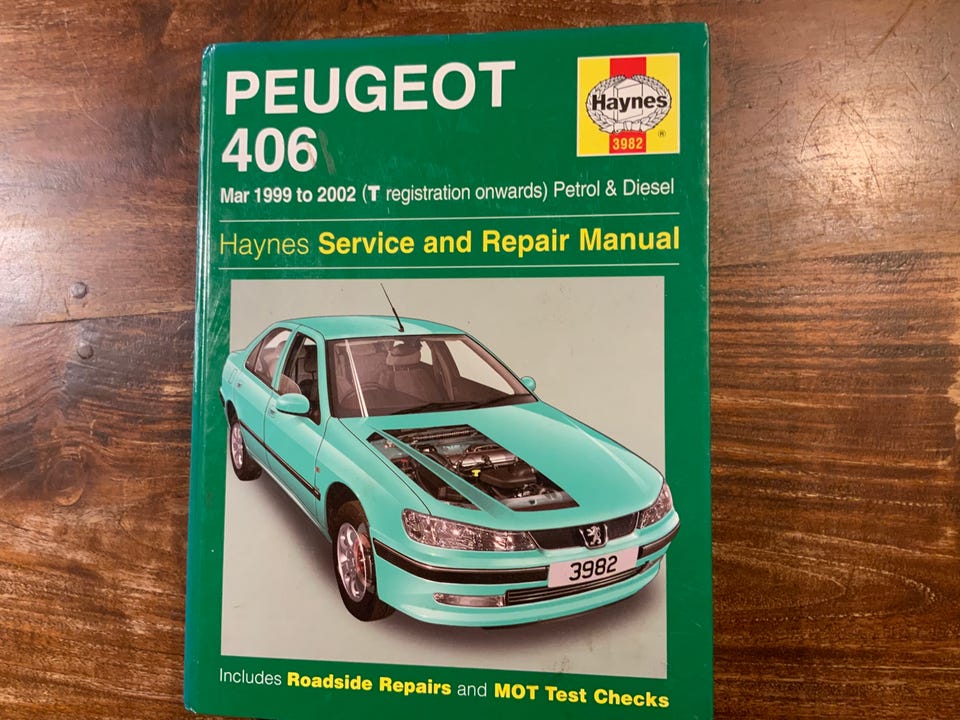 PEUGEOT
406
Haynes
®
3982
Mar 1999 to 2002 (T registration onwards) Petrol & Diesel
Haynes Service and Repair Manual
3982
Includes Roadside Repairs and MOT Test Checks